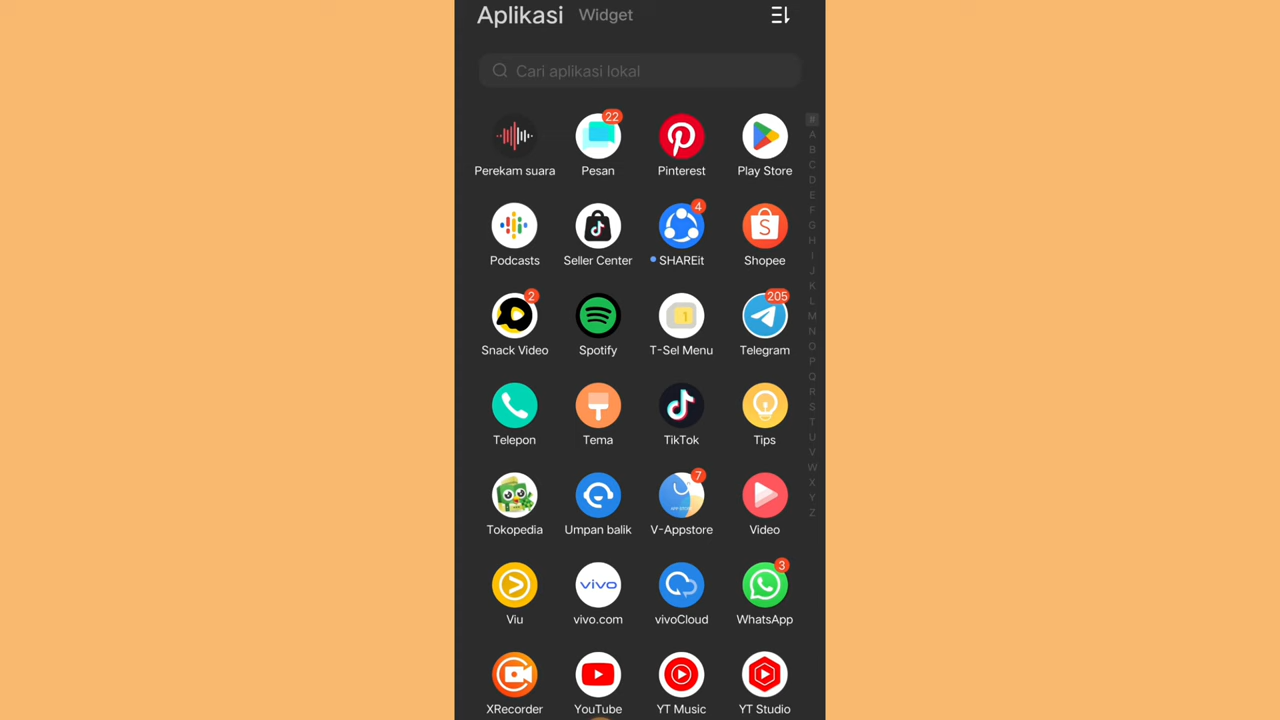 Aplikasi Widget
Cari aplikasi lokal
22
Perekam suara Pesan Pinterest Play Store
4
Podcasts Seller Center SHAREit Shopee
2 1 205
Snack Video Spotify T-Sel Menu Telegram
Telepon Tema TikTok Tips
7
Tokopedia Umpan balik V-Appstore Video
vivo 3
Viu vivo.com vivoCloud WhatsApp
XRecorder YouTube YT Music YT Studio
#
A
B
C
D
E
F
G
H
I
J
K
L
M
N
O
P
Q
R
S
T
U
V
W
X
Y
Z